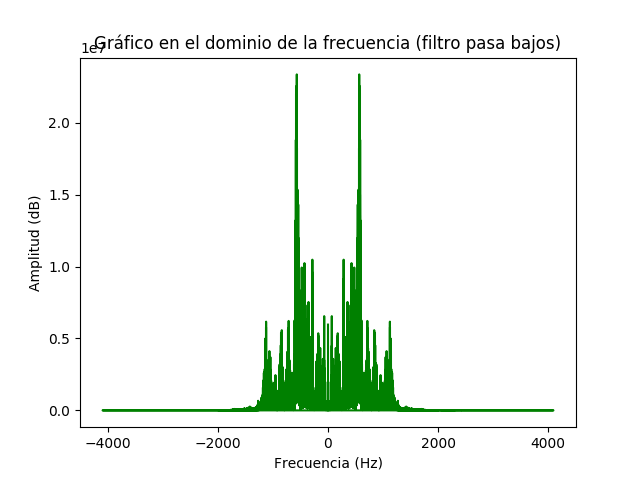 Gráfico en el dominio de la frecuencia (filtro pasa bajos)
1e7
2.0
1.5
1.0
0.5
0.0
Amplitud (dB)
−4000 −2000 0 2000 4000
Frecuencia (Hz)